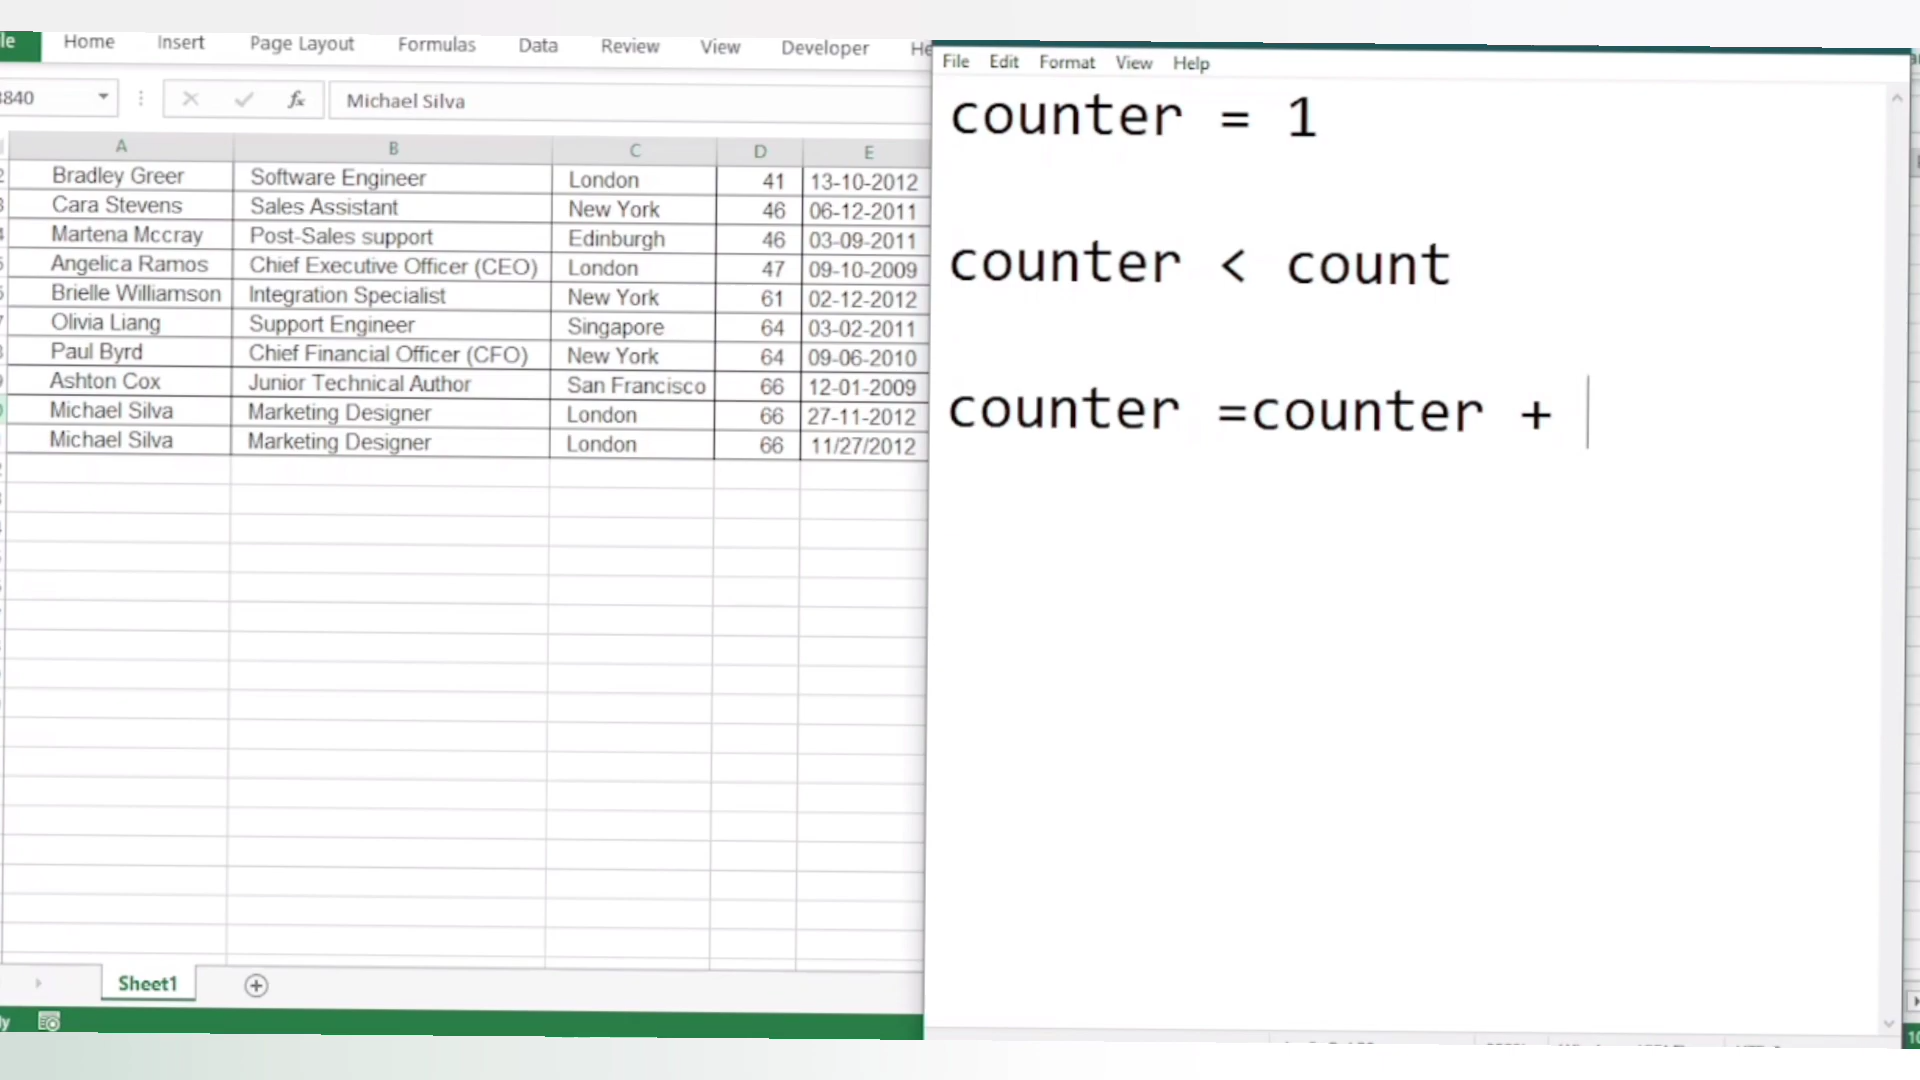 Home Insert Page Layout Formulas Data Review View Developer
Michael Silva
A B C D E
Bradley Greer Software Engineer London 41 13-10-2012
Cara Stevens Sales Assistant New York 46 06-12-2011
Martena Mccray Post-Sales support Edinburgh 46 03-09-2011
Angelica Ramos Chief Executive Officer (CEO) London 47 09-10-2009
Brielle Williamson Integration Specialist New York 61 02-12-2012
Olivia Liang Support Engineer Singapore 64 03-02-2011
Paul Byrd Chief Financial Officer (CFO) New York 64 09-06-2010
Ashton Cox Junior Technical Author San Francisco 66 12-01-2009
Michael Silva Marketing Designer London 66 27-11-2012
Michael Silva Marketing Designer London 66 11/27/2012
Sheet1
File Edit Format View Help
counter = 1
counter < count
counter =counter +